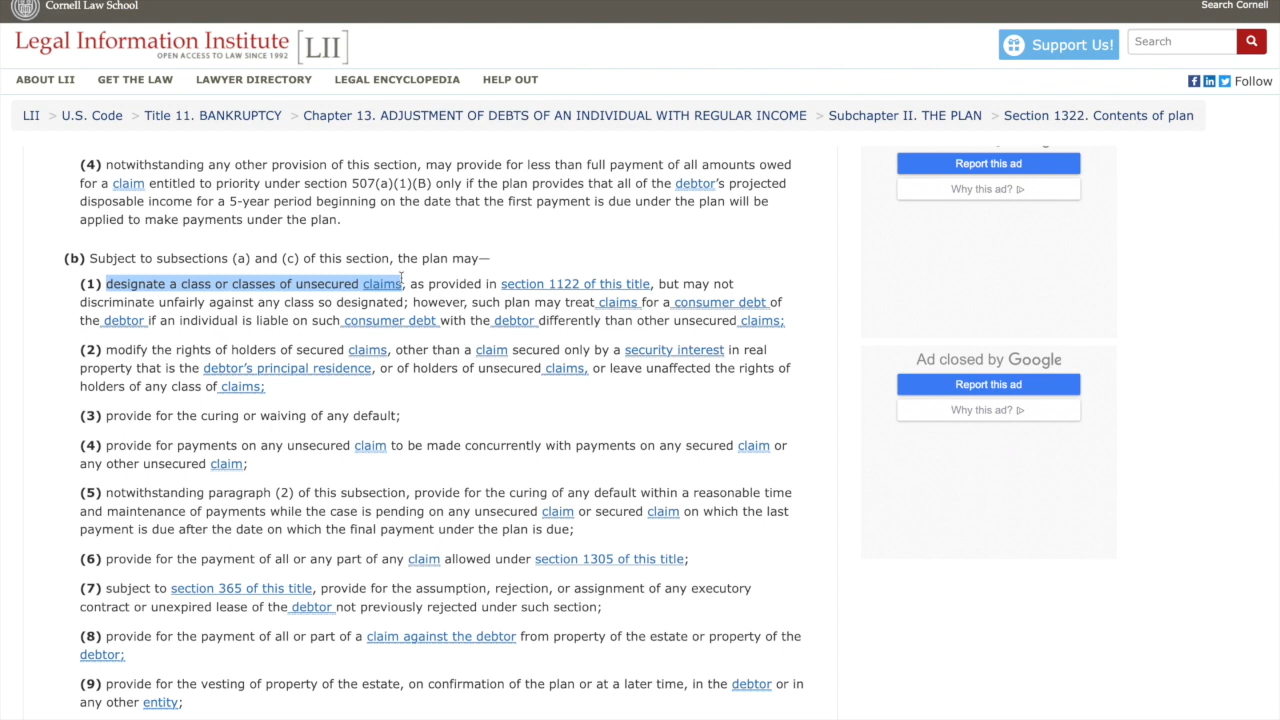 Cornell Law School
Search Cornell
Legal Information Institute [LII]
OPEN ACCESS TO LAW SINCE 1992
Support Us!
Search
ABOUT LII GET THE LAW LAWYER DIRECTORY LEGAL ENCYCLOPEDIA HELP OUT
Follow
LII > U.S. Code > Title 11. BANKRUPTCY > Chapter 13. ADJUSTMENT OF DEBTS OF AN INDIVIDUAL WITH REGULAR INCOME > Subchapter II. THE PLAN > Section 1322. Contents of plan
(4) notwithstanding any other provision of this section, may provide for less than full payment of all amounts owed
for a claim entitled to priority under section 507(a)(1)(B) only if the plan provides that all of the debtor's projected
disposable income for a 5-year period beginning on the date that the first payment is due under the plan will be
applied to make payments under the plan.
(b) Subject to subsections (a) and (c) of this section, the plan may—
(1) designate a class or classes of unsecured claims, as provided in section 1122 of this title, but may not
discriminate unfairly against any class so designated; however, such plan may treat claims for a consumer debt of
the debtor if an individual is liable on such consumer debt with the debtor differently than other unsecured claims;
(2) modify the rights of holders of secured claims, other than a claim secured only by a security interest in real
property that is the debtor's principal residence, or of holders of unsecured claims, or leave unaffected the rights of
holders of any class of claims;
(3) provide for the curing or waiving of any default;
(4) provide for payments on any unsecured claim to be made concurrently with payments on any secured claim or
any other unsecured claim;
(5) notwithstanding paragraph (2) of this subsection, provide for the curing of any default within a reasonable time
and maintenance of payments while the case is pending on any unsecured claim or secured claim on which the last
payment is due after the date on which the final payment under the plan is due;
(6) provide for the payment of all or any part of any claim allowed under section 1305 of this title;
(7) subject to section 365 of this title, provide for the assumption, rejection, or assignment of any executory
contract or unexpired lease of the debtor not previously rejected under such section;
(8) provide for the payment of all or part of a claim against the debtor from property of the estate or property of the
debtor;
(9) provide for the vesting of property of the estate, on confirmation of the plan or at a later time, in the debtor or in
any other entity;
Report this ad
Why this ad?
Ad closed by Google
Report this ad
Why this ad?